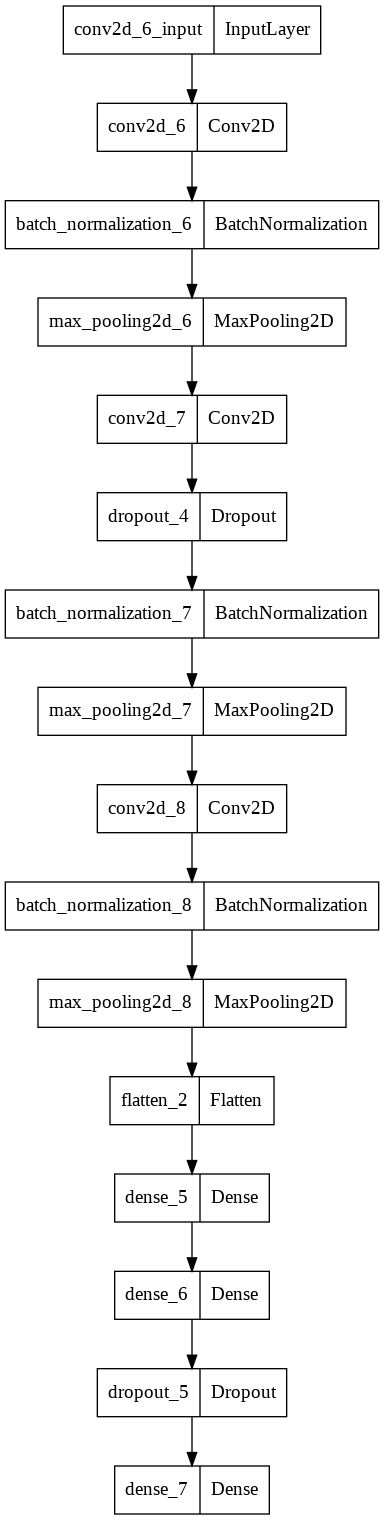 conv2d_6_input InputLayer
conv2d_6 Conv2D
batch_normalization_6 BatchNormalization
max_pooling2d_6 MaxPooling2D
conv2d_7 Conv2D
dropout_4 Dropout
batch_normalization_7 BatchNormalization
max_pooling2d_7 MaxPooling2D
conv2d_8 Conv2D
batch_normalization_8 BatchNormalization
max_pooling2d_8 MaxPooling2D
flatten_2 Flatten
dense_5 Dense
dense_6 Dense
dropout_5 Dropout
dense_7 Dense